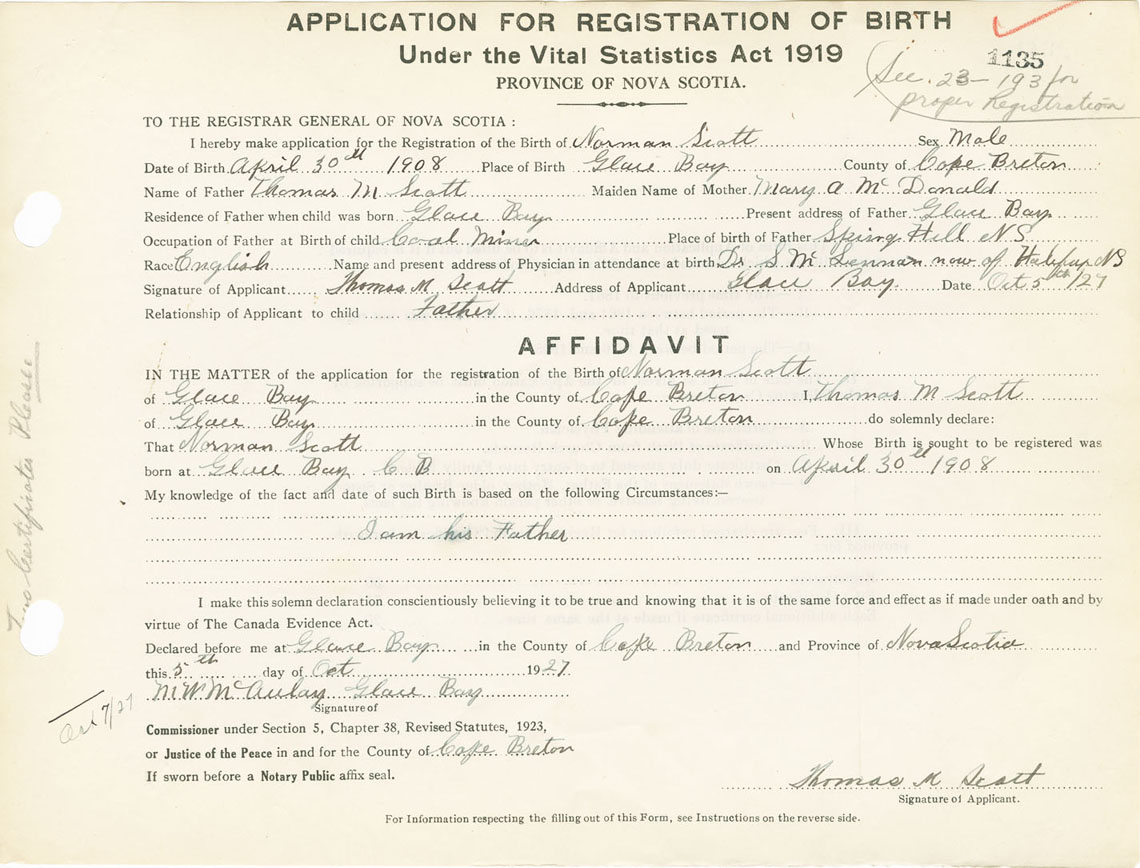 APPLICATION FOR REGISTRATION OF BIRTH
Under the Vital Statistics Act 1919
PROVINCE OF NOVA SCOTIA.
1135
See. 23-193 for
proper Registration
TO THE REGISTRAR GENERAL OF NOVA SCOTIA :
I hereby make application for the Registration of the Birth of Norman Scott Sex Male
Date of Birth April 30th 1908 Place of Birth Glace Bay County of Cape Breton
Name of Father Thomas M Scott Maiden Name of Mother Mary A McDonald
Residence of Father when child was born Glace Bay Present address of Father Glace Bay
Occupation of Father at Birth of child Coal Miner Place of birth of Father Spring Hill NS
Race English Name and present address of Physician in attendance at birth Dr S Mc Lennan now of Halifax NS
Signature of Applicant Thomas M Scott Address of Applicant Glace Bay Date Oct 5th /27
Relationship of Applicant to child Father
AFFIDAVIT
IN THE MATTER of the application for the registration of the Birth of Norman Scott
of Glace Bay in the County of Cape Breton I, Thomas M Scott
of Glace Bay in the County of Cape Breton do solemnly declare:
That Norman Scott Whose Birth is sought to be registered was
born at Glace Bay C B on April 30th 1908
My knowledge of the fact and date of such Birth is based on the following Circumstances:—
I am his Father
I make this solemn declaration conscientiously believing it to be true and knowing that it is of the same force and effect as if made under oath and by
virtue of The Canada Evidence Act.
Declared before me at Glace Bay in the County of Cape Breton and Province of Nova Scotia
this 5th day of Oct 1927
M W McAulay Glace Bay
Signature of
Commissioner under Section 5, Chapter 38, Revised Statutes, 1923,
or Justice of the Peace in and for the County of Cape Breton
If sworn before a Notary Public affix seal.
Thomas M Scott
Signature of Applicant.
For Information respecting the filling out of this Form, see Instructions on the reverse side.
Two Certificates Please
Oct 7/27